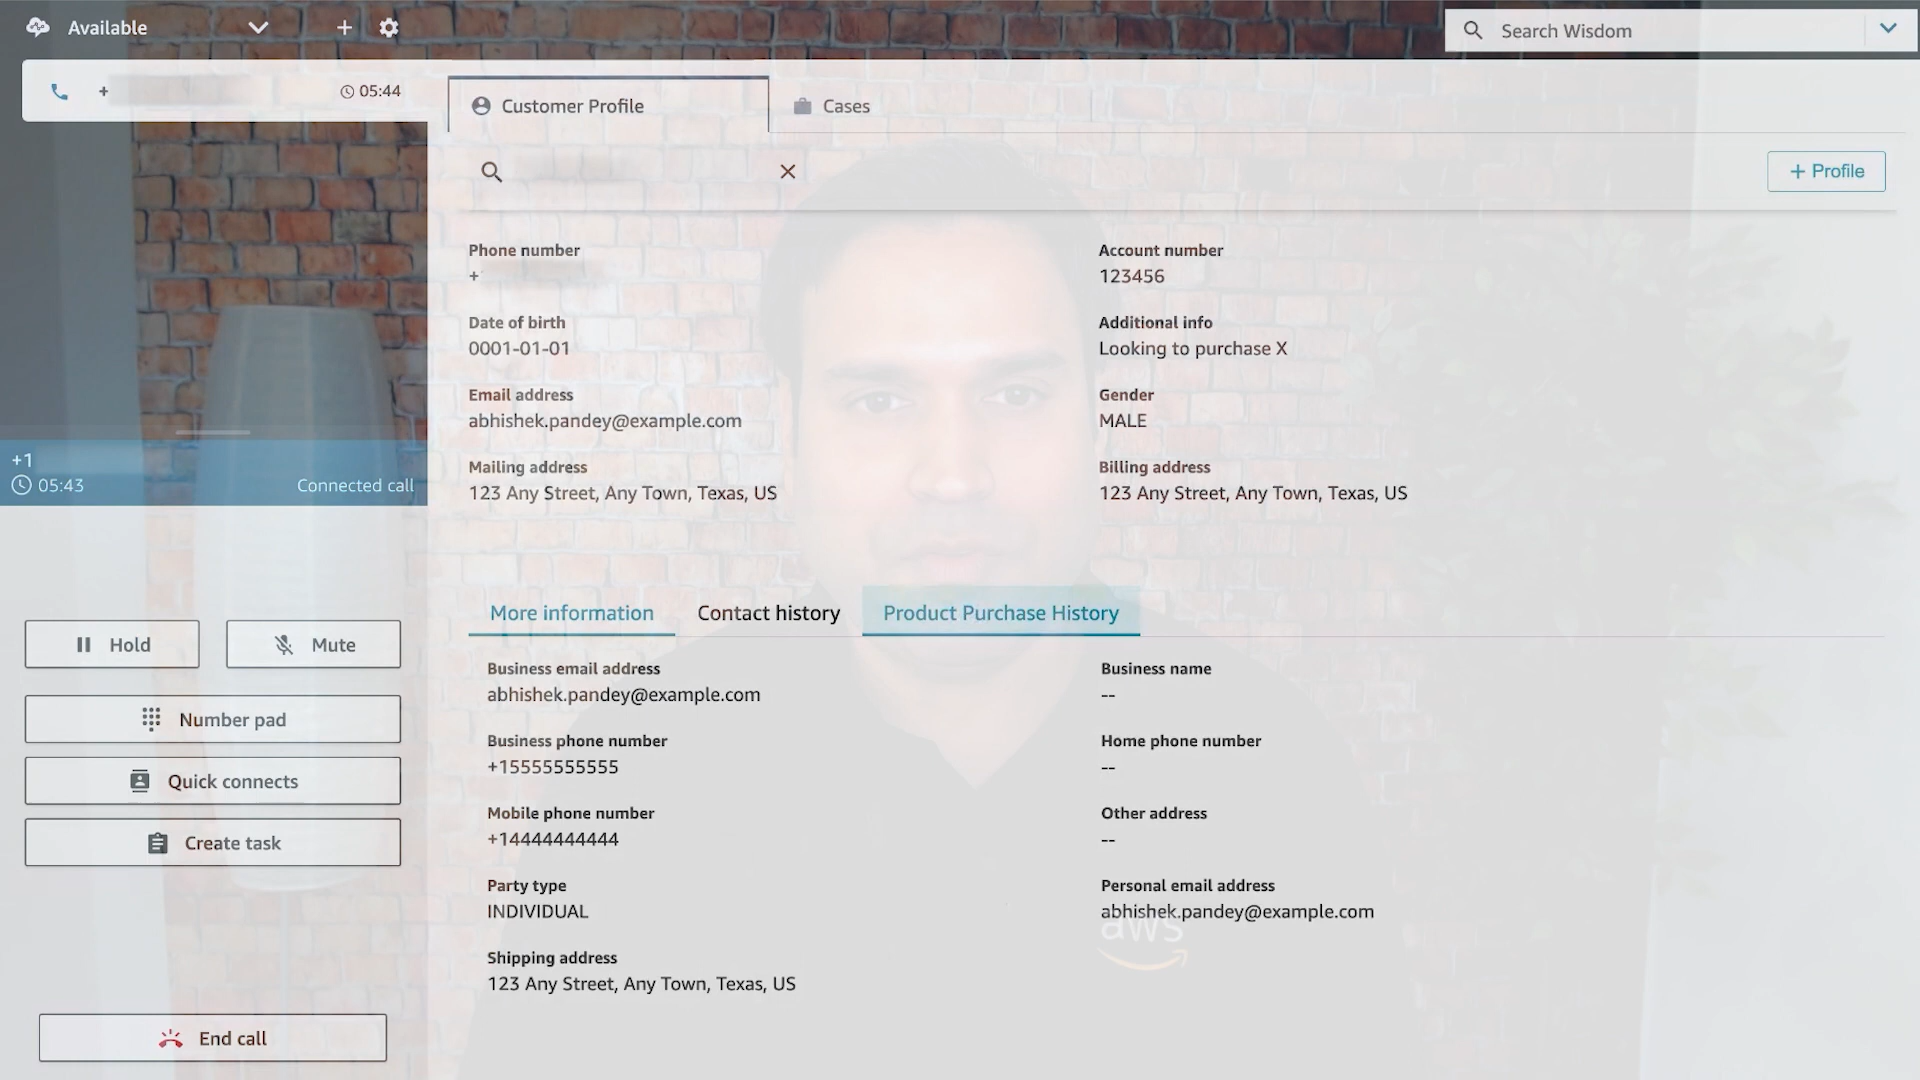 Available
Search Wisdom
+
05:44
Customer Profile
Cases
+ Profile
Phone number
+
Account number
123456
Date of birth
0001-01-01
Additional info
Looking to purchase X
Email address
abhishek.pandey@example.com
Gender
MALE
Mailing address
123 Any Street, Any Town, Texas, US
Billing address
123 Any Street, Any Town, Texas, US
+1
05:43
Connected call
Hold
Mute
Number pad
Quick connects
Create task
End call
More information
Contact history
Product Purchase History
Business email address
abhishek.pandey@example.com
Business name
--
Business phone number
+15555555555
Home phone number
--
Mobile phone number
+14444444444
Other address
--
Party type
INDIVIDUAL
Personal email address
abhishek.pandey@example.com
aws
Shipping address
123 Any Street, Any Town, Texas, US